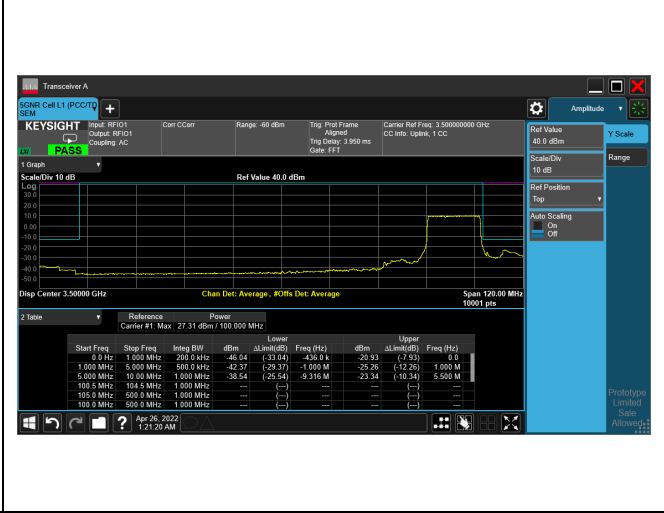 Transceiver A
5GNR Cell L1 (PCC/TD
SEM
Amplitude
KEYSIGHT
LW
PASS
Input: RFIO1
Output: RFIO1
Coupling: AC
Corr CCorr
Range: -60 dBm
Trig: Prot Frame
Aligned
Trig Delay: 3.950 ms
Gate: FFT
Carrier Ref Freq: 3.500000000 GHz
CC Info: Uplink, 1 CC
Ref Value
40.0 dBm
Y Scale
1 Graph
Scale/Div
10 dB
Range
Scale/Div 10 dB
Ref Value 40.0 dBm
Log
30.0
20.0
10.0
0.00
-10.0
-20.0
-30.0
-40.0
-50.0
Ref Position
Top
Auto Scaling
On
Off
Disp Center 3.50000 GHz
Chan Det: Average, #Offs Det: Average
Span 120.00 MHz
10001 pts
2 Table
Reference Power
Carrier #1: Max 27.31 dBm / 100.000 MHz
Lower Upper
Start Freq Stop Freq Integ BW dBm ΔLimit(dB) Freq (Hz) dBm ΔLimit(dB) Freq (Hz)
0.0 Hz 1.000 MHz 200.0 kHz -46.04 (-33.04) -436.0 k -20.93 (-7.93) 0.0
1.000 MHz 5.000 MHz 500.0 kHz -42.37 (-29.37) -1.000 M -25.26 (-12.26) 1.000 M
5.000 MHz 10.00 MHz 1.000 MHz -38.54 (-25.54) -9.316 M -23.34 (-10.34) 5.500 M
100.5 MHz 104.5 MHz 1.000 MHz --- (---) --- --- (---) ---
105.0 MHz 500.0 MHz 1.000 MHz --- (---) --- --- (---) ---
100.0 MHz 500.0 MHz 1.000 MHz --- (---) --- --- (---) ---
Prototype
Limited
Sale
Allowed
?
Apr 26, 2022
1:21:20 AM